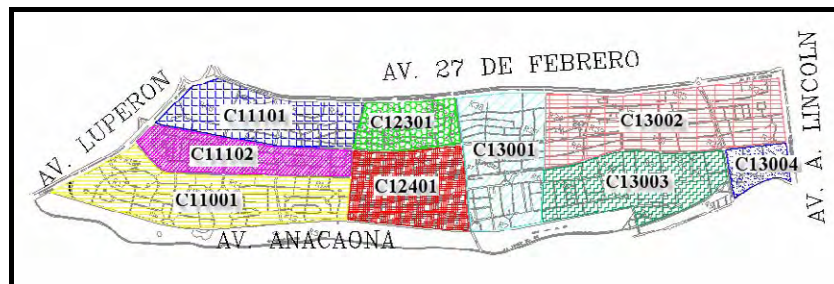 AV. 27 DE FEBRERO
AV. LUPERON
AV. A. LINCOLN
C11101
C12301
C13001
C13002
C11102
C12401
C13003
C13004
C11001
AV. ANACAONA